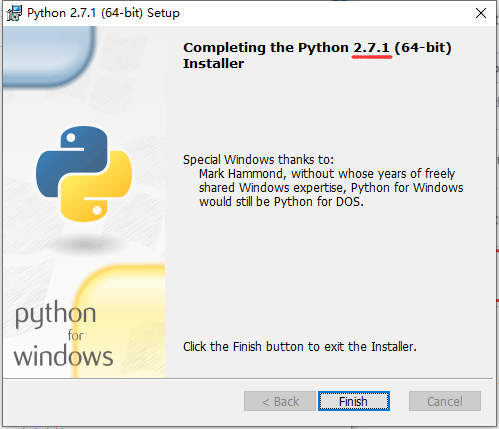 Python 2.7.1 (64-bit) Setup
Completing the Python 2.7.1 (64-bit)
Installer
Special Windows thanks to:
Mark Hammond, without whose years of freely
shared Windows expertise, Python for Windows
would still be Python for DOS.
python
for
windows
Click the Finish button to exit the Installer.
< Back
Finish
Cancel